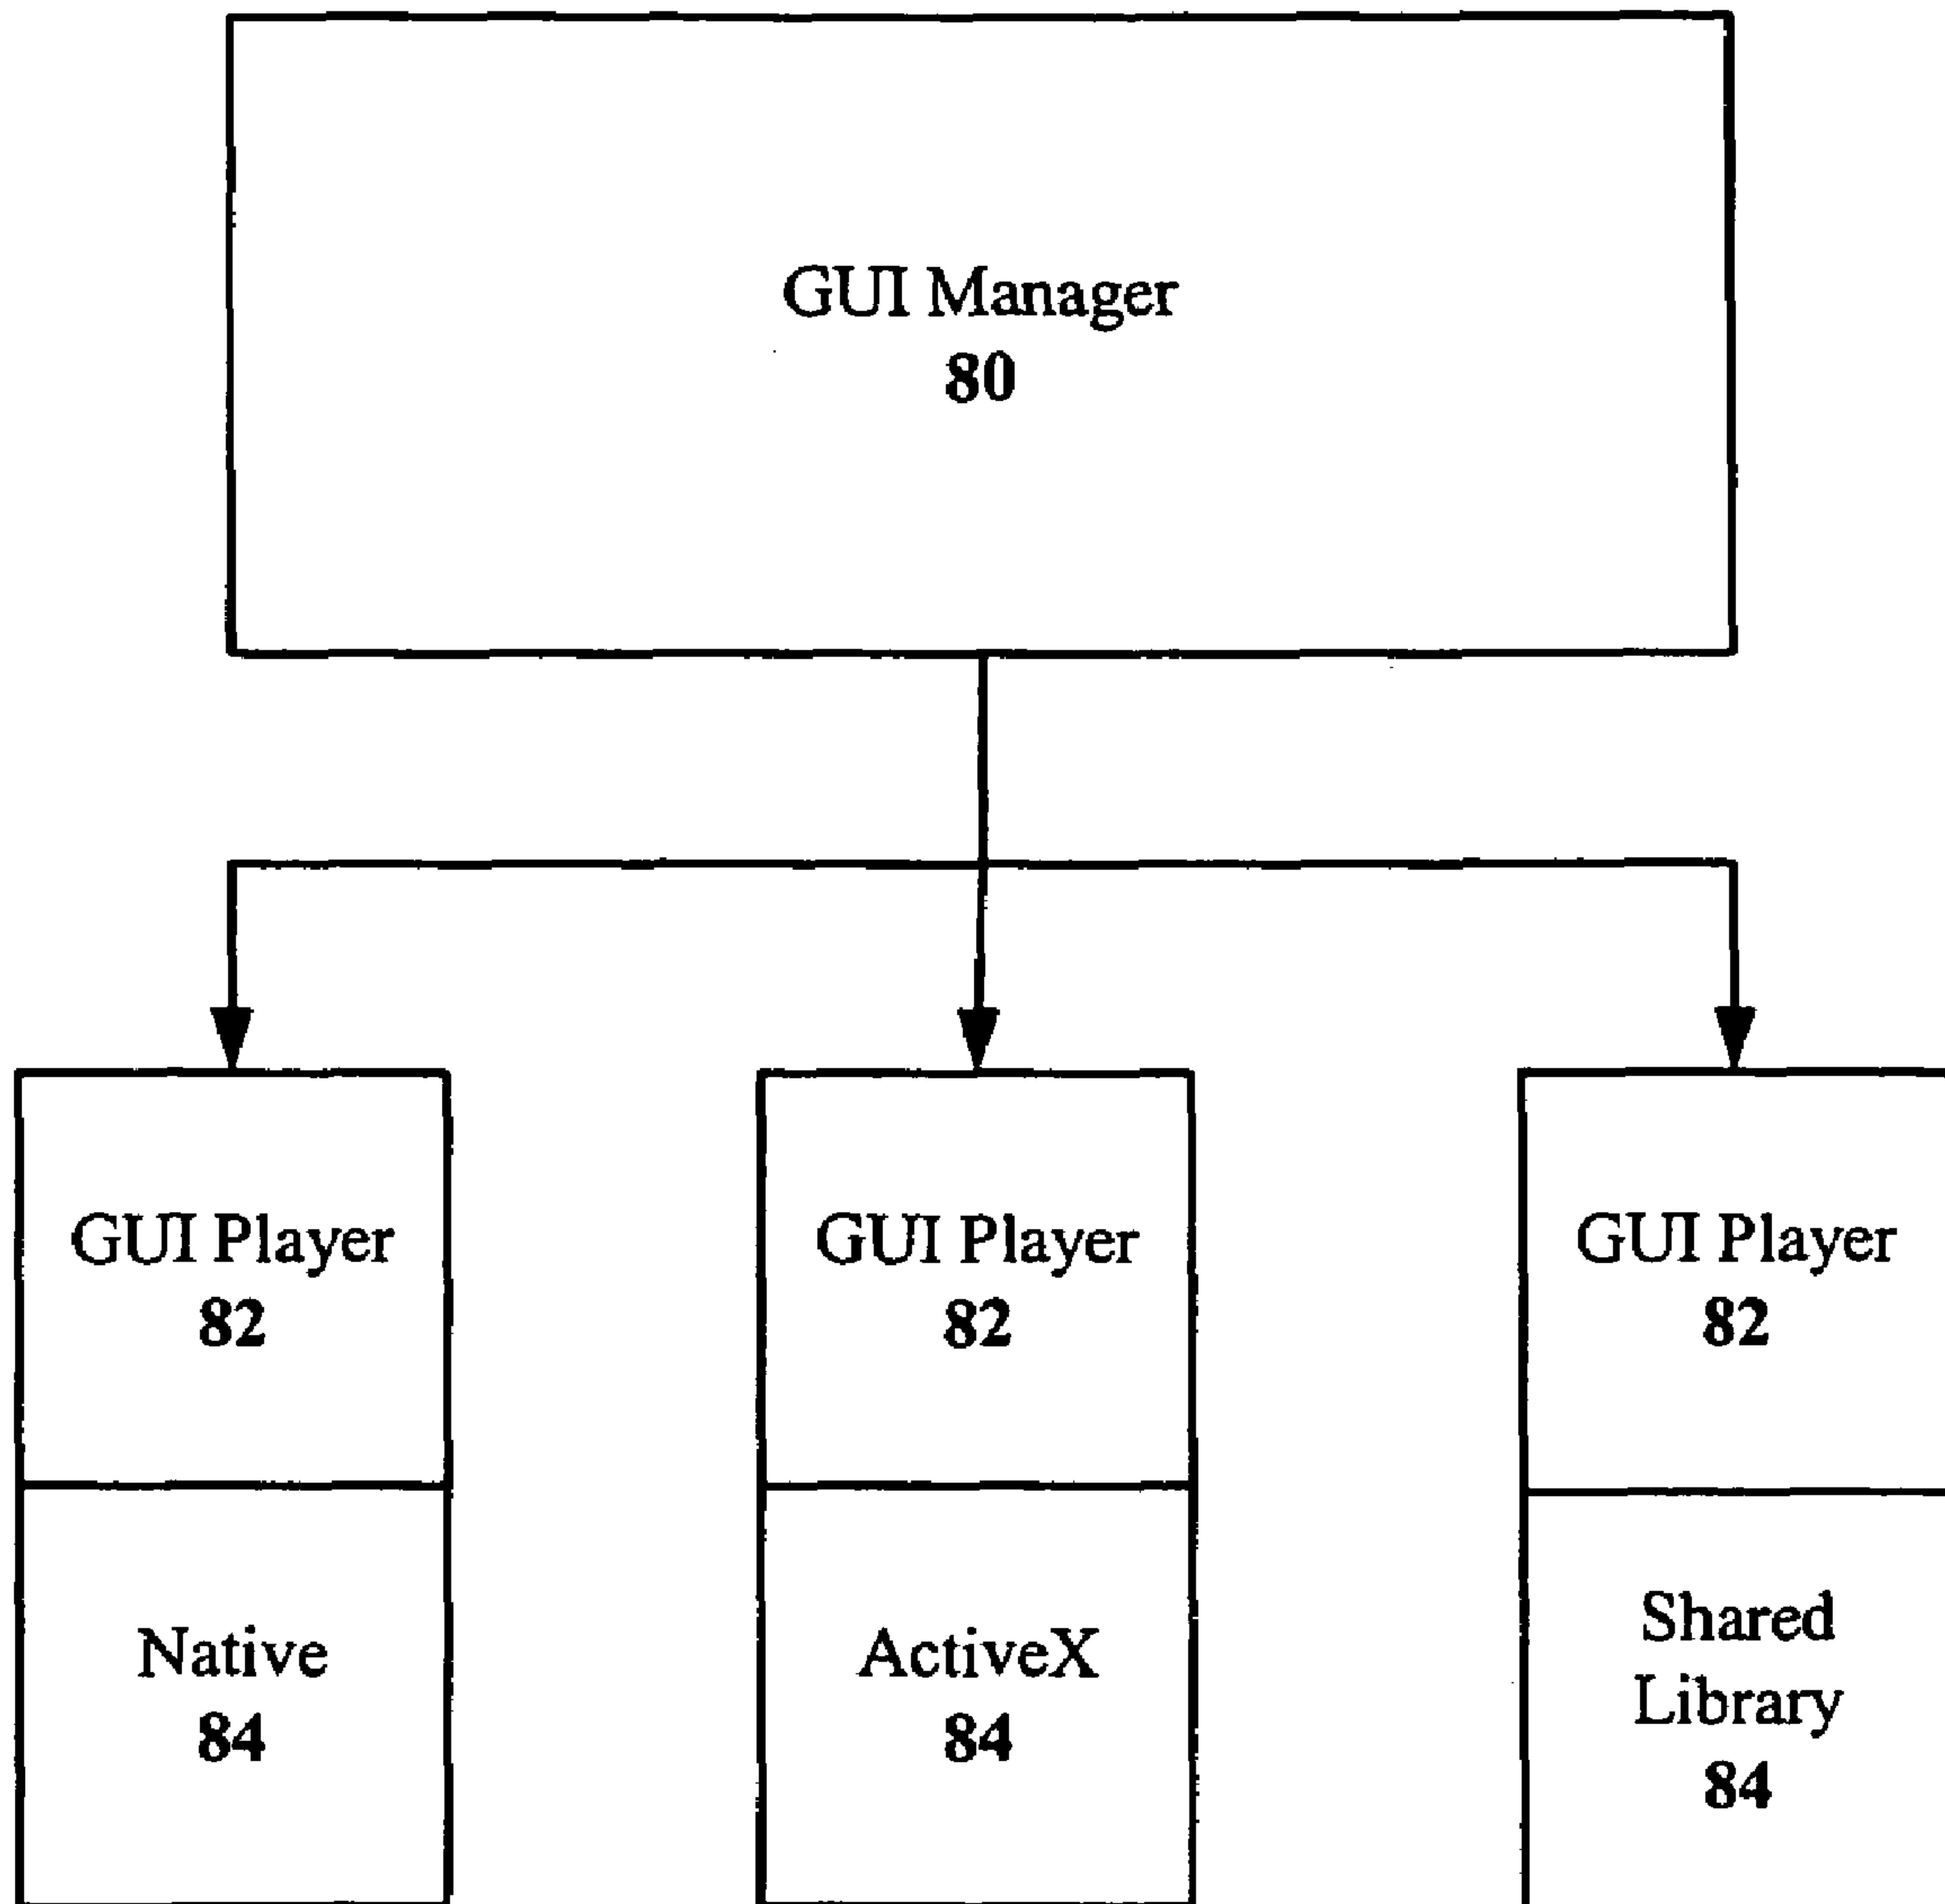 GUI Manager
80
GUI Player
82
GUI Player
82
GUI Player
82
Native
84
ActiveX
84
Shared
Library
84